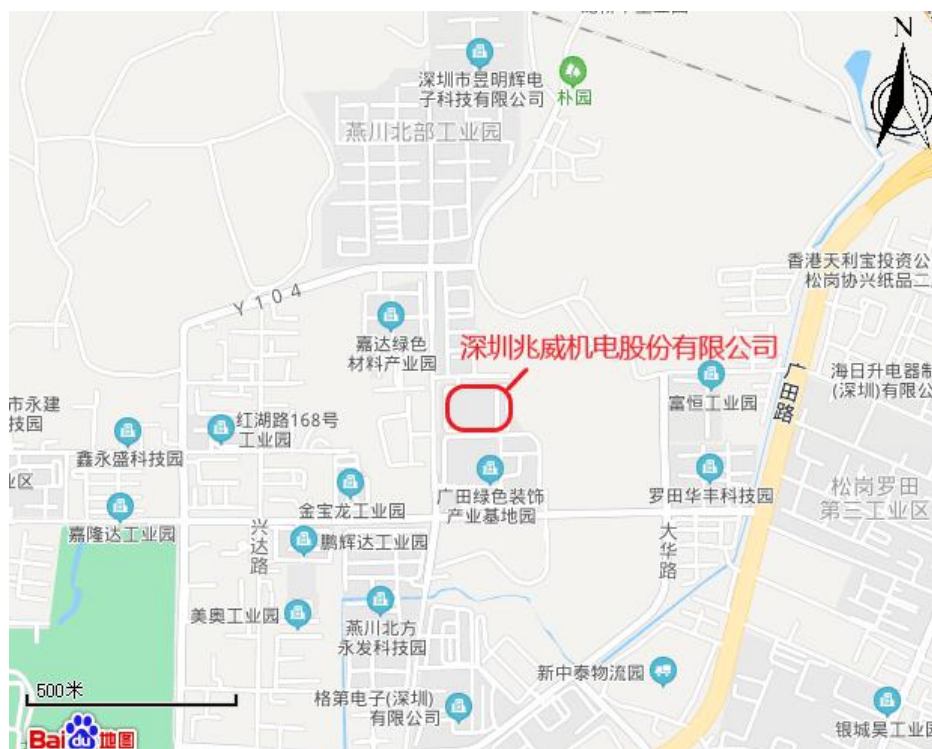 N
深圳市昱明辉电
子科技有限公司
朴园
燕川北部工业园
香港天利宝投资公
松岗协兴纸品二
Y104
嘉达绿色
材料产业园
深圳兆威机电股份有限公司
广田路
海日升电器制
(深圳)有限公
富恒工业园
市永建
技园
红湖路168号
工业园
鑫永盛科技园
业区
广田绿色装饰
产业基地园
罗田华丰科技园
松岗罗田
第三工业区
金宝龙工业园
嘉隆达工业园
兴达路
鹏辉达工业园
大华路
美奥工业园
燕川北方
永发科技园
新中泰物流园
500米
格第电子(深圳)
有限公司
银城昊工业园
Bai du 地图